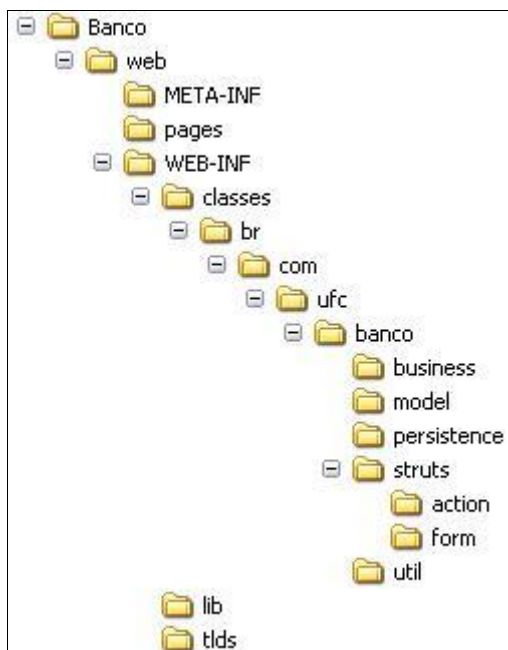 Banco
web
META-INF
pages
WEB-INF
classes
br
com
ufc
banco
business
model
persistence
struts
action
form
util
lib
tlds